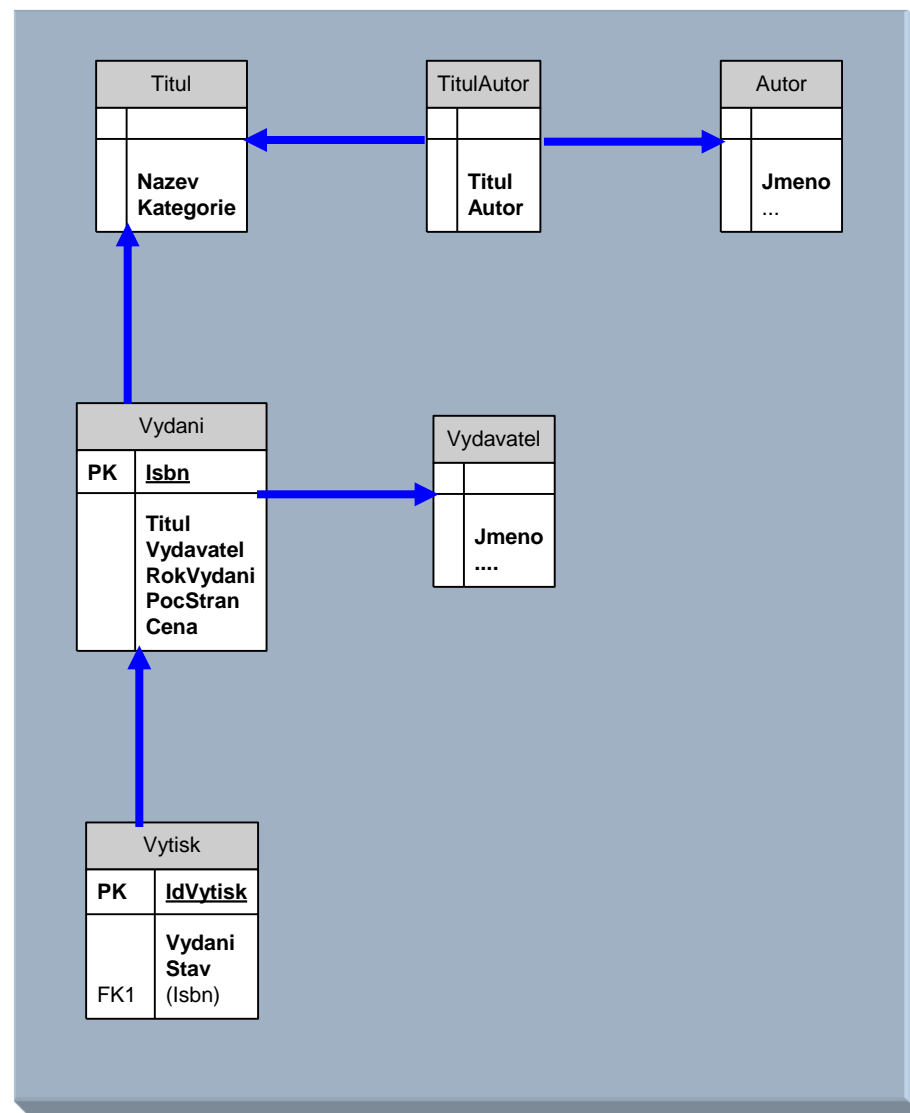 Titul
Nazev
Kategorie
TitulAutor
Titul
Autor
Autor
Jmeno
...
Vydani
PK Isbn
Titul
Vydavatel
RokVydani
PocStran
Cena
Vydavatel
Jmeno
....
Vytisk
PK IdVytisk
Vydani
Stav
FK1 (Isbn)